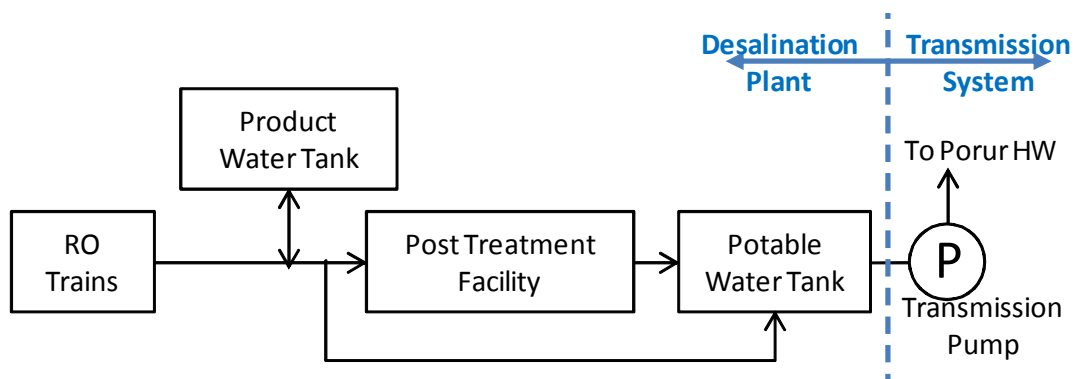 Desalination
Plant
Transmission
System
Product
Water Tank
To Porur HW
RO
Trains
Post Treatment
Facility
Potable
Water Tank
P
Transmission
Pump